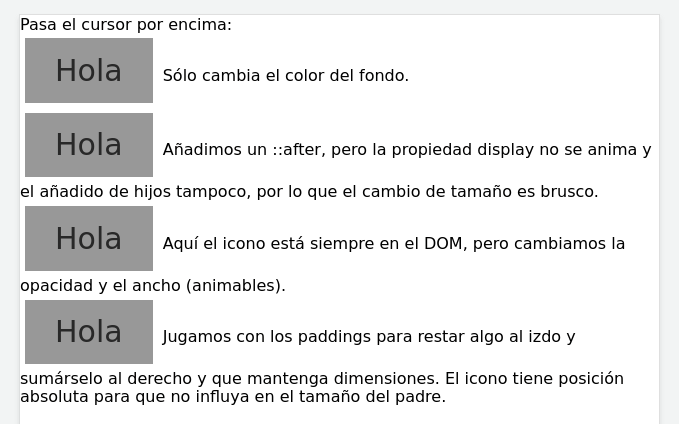 Pasa el cursor por encima:
Hola Sólo cambia el color del fondo.
Hola Añadimos un ::after, pero la propiedad display no se anima y
el añadido de hijos tampoco, por lo que el cambio de tamaño es brusco.
Hola Aquí el icono está siempre en el DOM, pero cambiamos la
opacidad y el ancho (animables).
Hola Jugamos con los paddings para restar algo al izdo y
sumárselo al derecho y que mantenga dimensiones. El icono tiene posición
absoluta para que no influya en el tamaño del padre.